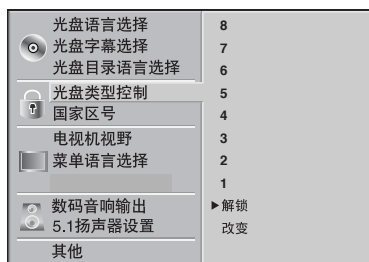 光盘语言选择
光盘字幕选择
光盘目录语言选择
光盘类型控制
国家区号
电视机视野
菜单语言选择
数码音响输出
5.1扬声器设置
其他
8
7
6
5
4
3
2
1
▶解锁
改变